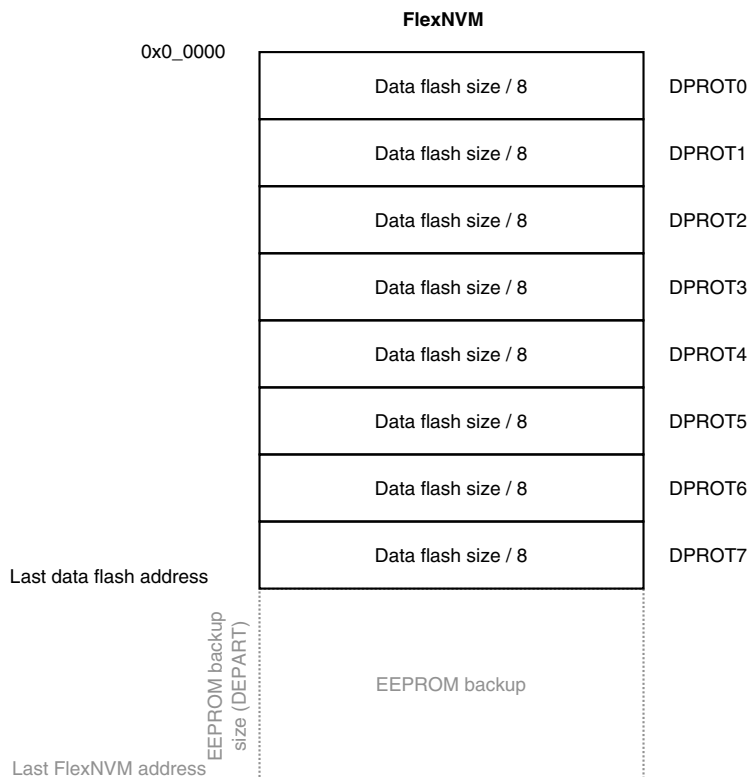 FlexNVM
0x0_0000
Data flash size / 8 DPROT0
Data flash size / 8 DPROT1
Data flash size / 8 DPROT2
Data flash size / 8 DPROT3
Data flash size / 8 DPROT4
Data flash size / 8 DPROT5
Data flash size / 8 DPROT6
Data flash size / 8 DPROT7
Last data flash address
EEPROM backup
size (DEPART)
EEPROM backup
Last FlexNVM address